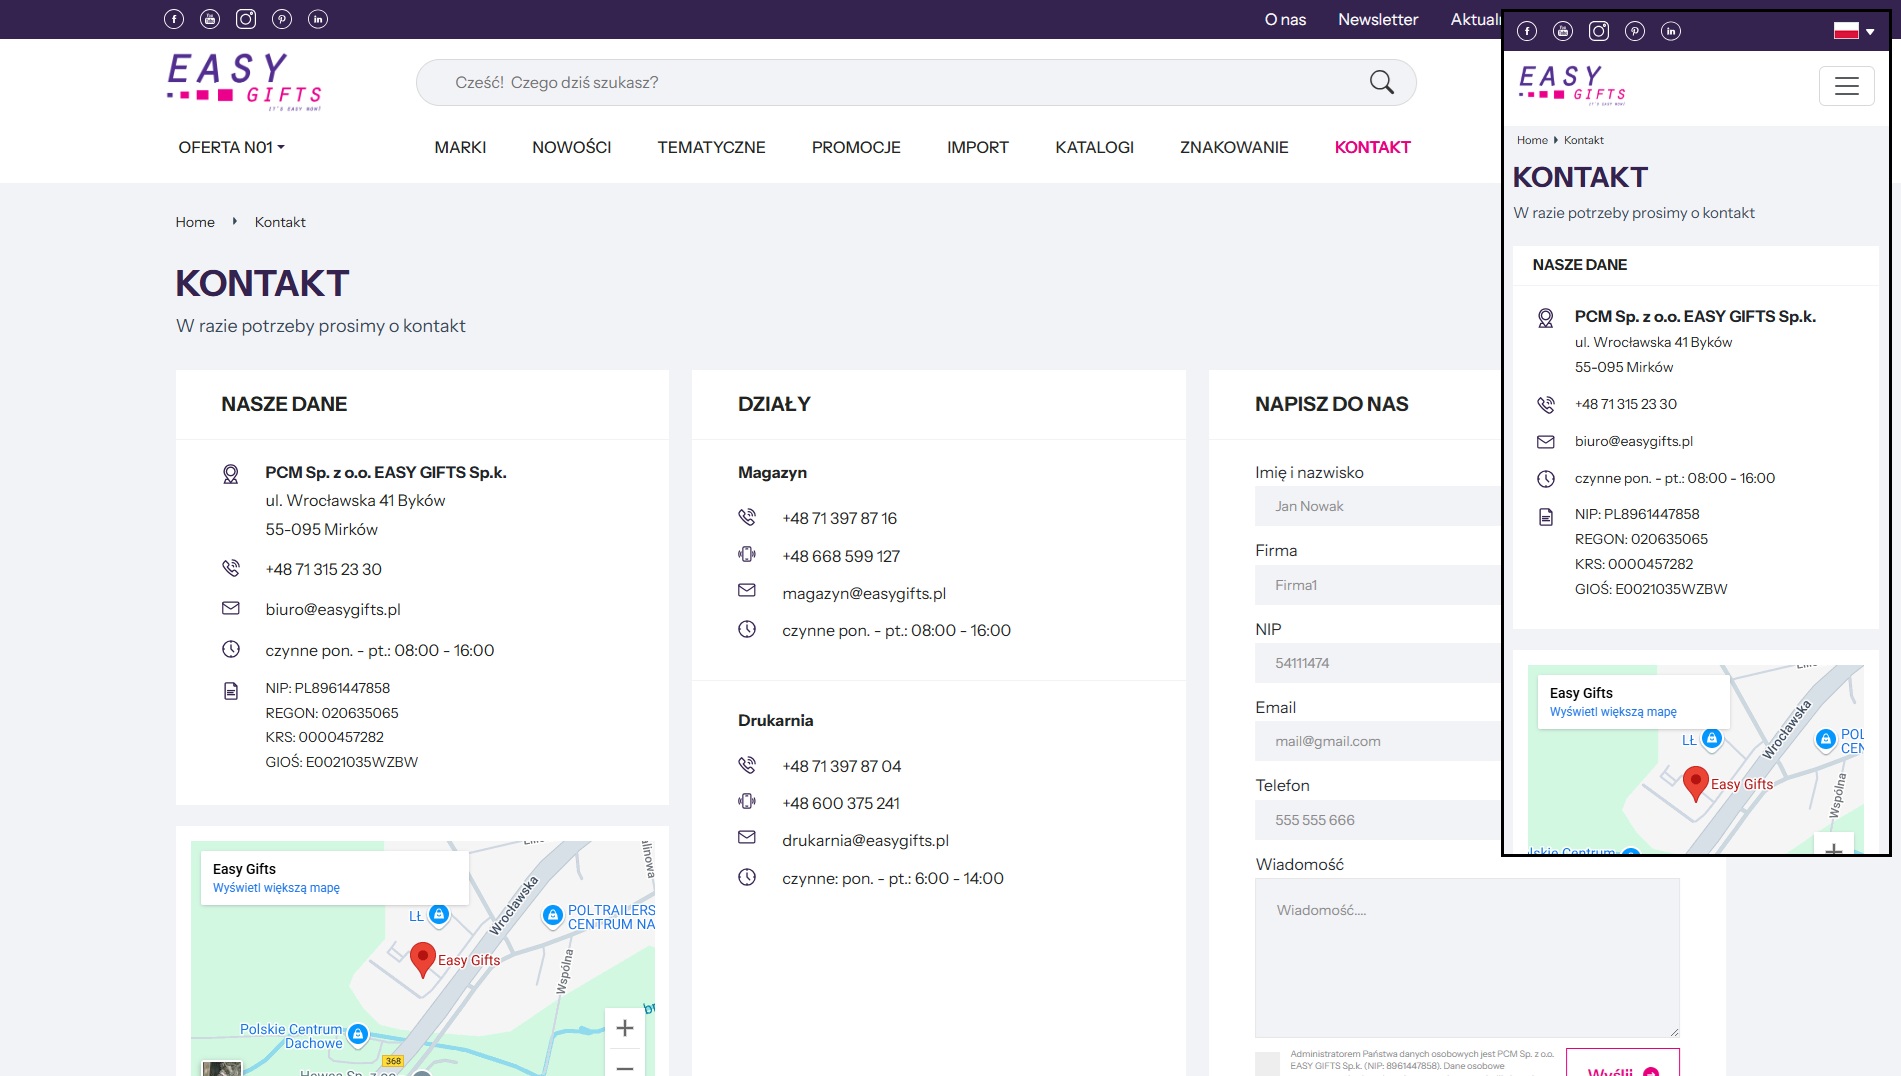 O nas
Newsletter
EASY
GIFTS
IT'S EASY NOW!
Cześć! Czego dziś szukasz?
OFERTA N01
MARKI
NOWOŚCI
TEMATYCZNE
PROMOCJE
IMPORT
KATALOGI
ZNAKOWANIE
KONTAKT
Home
Kontakt
KONTAKT
W razie potrzeby prosimy o kontakt
NASZE DANE
PCM Sp. z o.o. EASY GIFTS Sp.k.
ul. Wrocławska 41 Byków
55-095 Mirków
+48 71 315 23 30
biuro@easygifts.pl
czynne pon. - pt.: 08:00 - 16:00
NIP: PL8961447858
REGON: 020635065
KRS: 0000457282
GIOŚ: E0021035WZBW
Easy Gifts
Wyświetl większą mapę
LŁ
Wrocławska
POLTRAILERS
CENTRUM NA
Easy Gifts
Wspólna
Polskie Centrum
Dachowe
368
DZIAŁY
Magazyn
+48 71 397 87 16
+48 668 599 127
magazyn@easygifts.pl
czynne pon. - pt.: 08:00 - 16:00
Drukarnia
+48 71 397 87 04
+48 600 375 241
drukarnia@easygifts.pl
czynne: pon. - pt.: 6:00 - 14:00
NAPISZ DO NAS
Imię i nazwisko
Jan Nowak
Firma
Firma1
NIP
54111474
Email
mail@gmail.com
Telefon
555 555 666
Wiadomość
Wiadomość....
Administratorem Państwa danych osobowych jest PCM Sp. z o.o.
EASY GIFTS Sp.k. (NIP: 8961447858). Dane osobowe
Wyślij
EASY
GIFTS
IT'S EASY NOW!
Home
Kontakt
KONTAKT
W razie potrzeby prosimy o kontakt
NASZE DANE
PCM Sp. z o.o. EASY GIFTS Sp.k.
ul. Wrocławska 41 Byków
55-095 Mirków
+48 71 315 23 30
biuro@easygifts.pl
czynne pon. - pt.: 08:00 - 16:00
NIP: PL8961447858
REGON: 020635065
KRS: 0000457282
GIOŚ: E0021035WZBW
Easy Gifts
Wyświetl większą mapę
LŁ
Wrocławska
POL
CEN
Easy Gifts
Wspólna